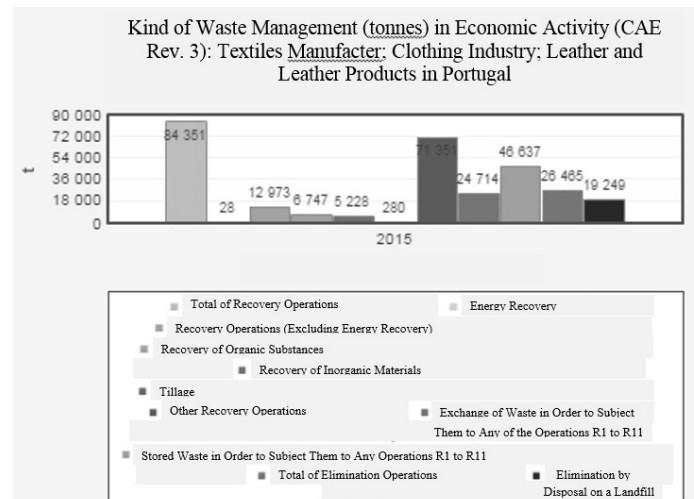 Kind of Waste Management (tonnes) in Economic Activity (CAE
Rev. 3): Textiles Manufacter; Clothing Industry; Leather and
Leather Products in Portugal
90 000
72 000
54 000
36 000
18 000
0
t
84 351
28
12 973
6 747
5 228
280
71 351
24 714
46 637
26 465
19 249
2015
Total of Recovery Operations
Energy Recovery
Recovery Operations (Excluding Energy Recovery)
Recovery of Organic Substances
Recovery of Inorganic Materials
Tillage
Other Recovery Operations
Exchange of Waste in Order to Subject
Them to Any of the Operations R1 to R11
Stored Waste in Order to Subject Them to Any Operations R1 to R11
Total of Elimination Operations
Elimination by
Disposal on a Landfill